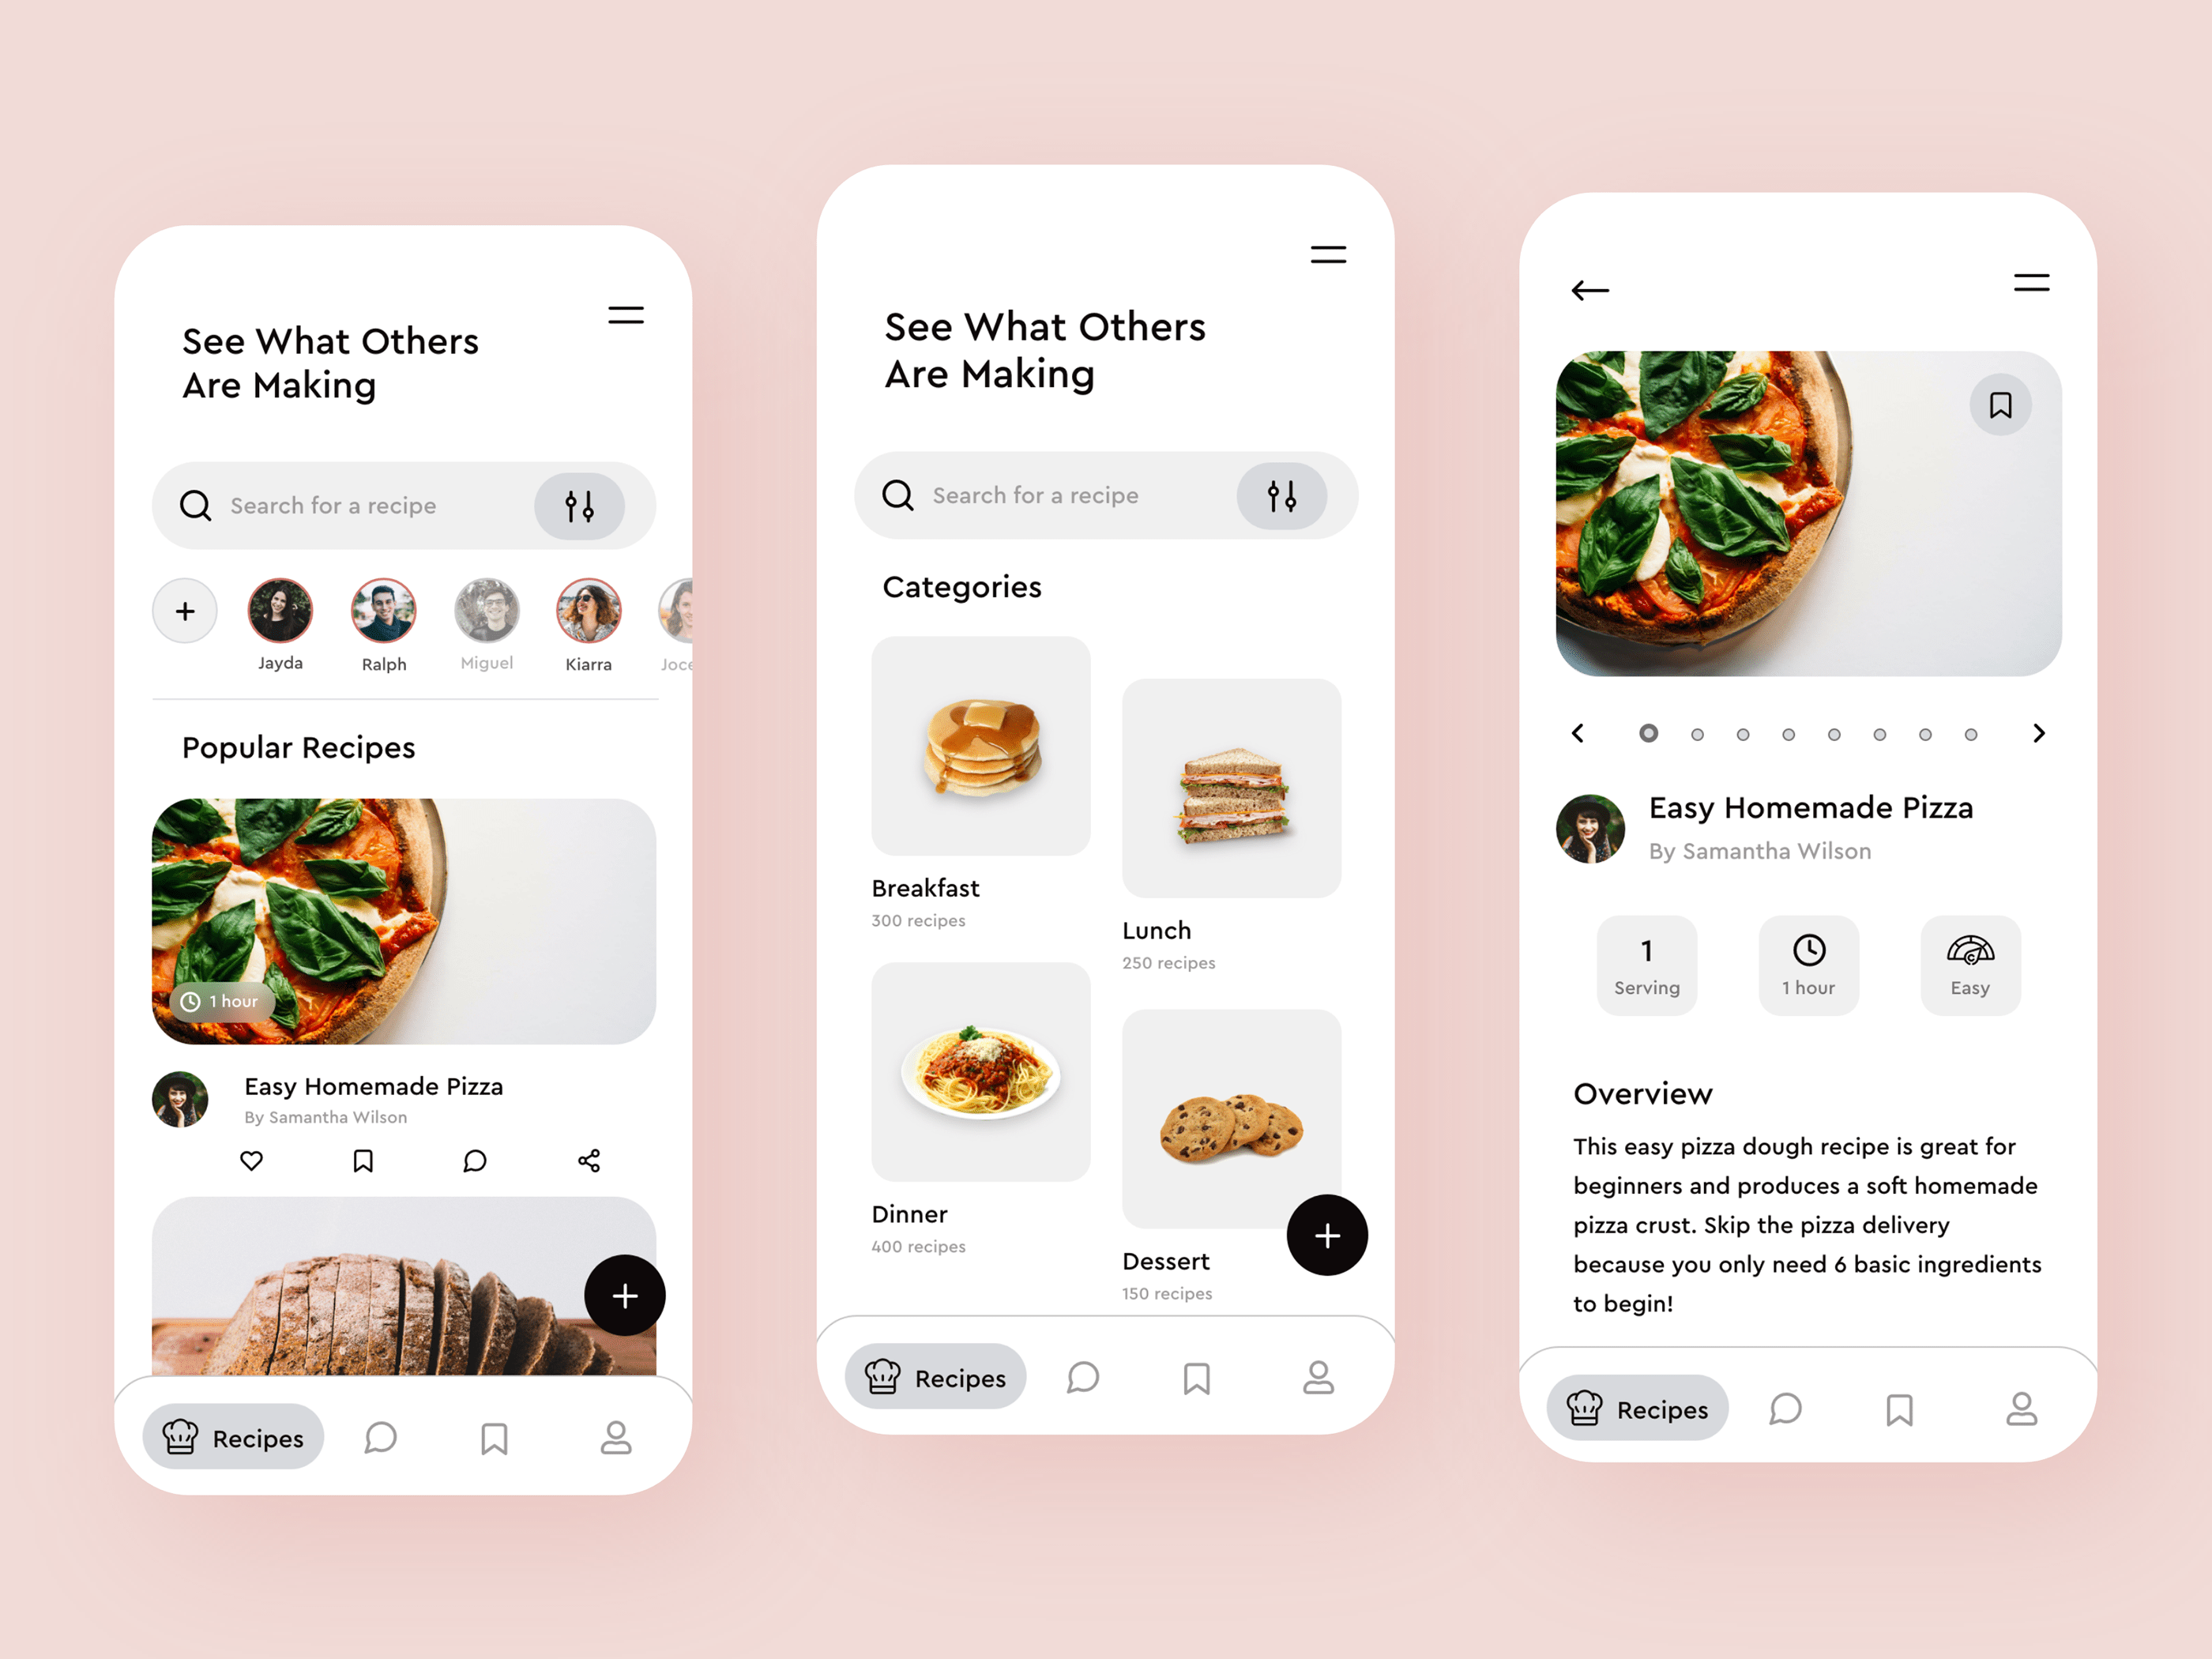 See What Others
Are Making
Search for a recipe
Jayda
Ralph
Miguel
Kiarra
Joce
Popular Recipes
1 hour
Easy Homemade Pizza
By Samantha Wilson
Recipes
See What Others
Are Making
Search for a recipe
Categories
Breakfast
300 recipes
Lunch
250 recipes
Dinner
400 recipes
Dessert
150 recipes
Recipes
Easy Homemade Pizza
By Samantha Wilson
1
Serving
1 hour
Easy
Overview
This easy pizza dough recipe is great for
beginners and produces a soft homemade
pizza crust. Skip the pizza delivery
because you only need 6 basic ingredients
to begin!
Recipes